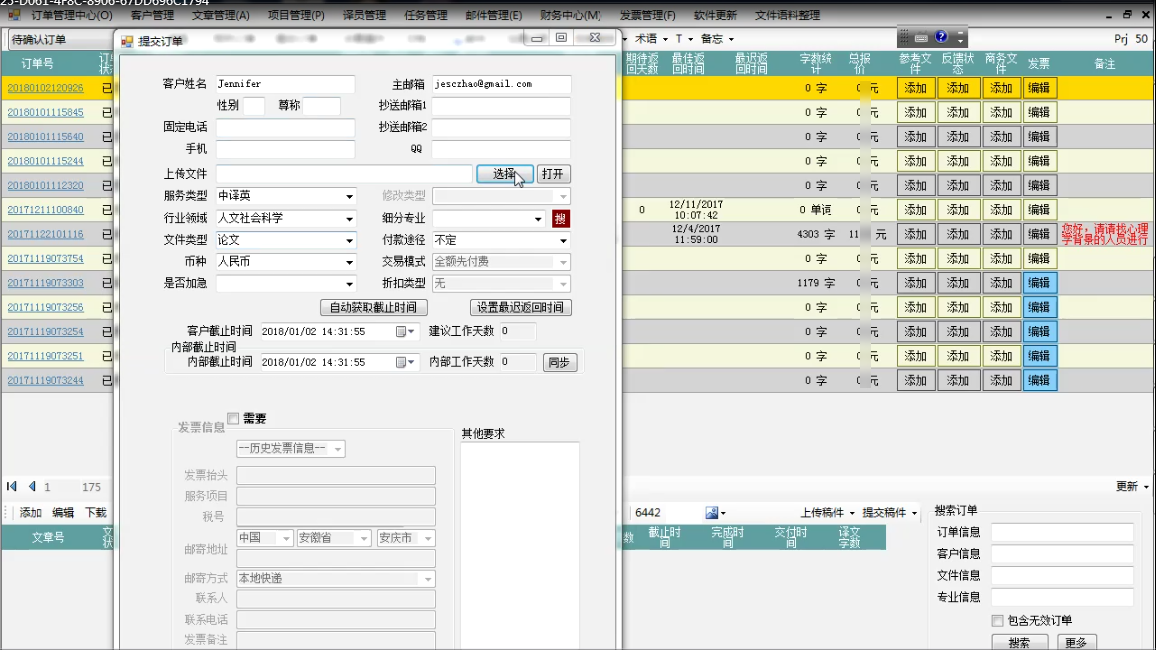 25-D061-4F8C-8906-67DD696C1794
订单管理中心(O) 客户管理 文章管理(A) 项目管理(P) 译员管理 任务管理 邮件管理(E) 财务中心(M) 发票管理(F) 软件更新 文件语料整理
待确认订单
术语 T 备忘
Prj 50
订单号
期待返回天数 最佳返回时间 最迟返回时间 字数统计 总报价 参考文件 反馈状态 商务文件 发票 备注
20180102120926 已 0 字 元 添加 添加 添加 编辑
20180101115845 已 0 字 元 添加 添加 添加 编辑
20180101115640 已 0 字 元 添加 添加 添加 编辑
20180101115244 已 0 字 元 添加 添加 添加 编辑
20180101112320 已 0 字 元 添加 添加 添加 编辑
20171211100840 已 0 12/11/2017 10:07:42 0 单词 元 添加 添加 添加 编辑
20171122101116 已 12/4/2017 11:59:00 4303 字 11 元 添加 添加 添加 编辑 您好，请请找心理学背景的人员进行
20171119073754 已 0 字 元 添加 添加 添加 编辑
20171119073303 已 1179 字 元 添加 添加 添加 编辑
20171119073256 已 0 字 元 添加 添加 添加 编辑
20171119073254 已 0 字 元 添加 添加 添加 编辑
20171119073251 已 0 字 元 添加 添加 添加 编辑
20171119073244 已 0 字 元 添加 添加 添加 编辑
提交订单
客户姓名 Jennifer 主邮箱 jesczhao@gmail.com
性别 尊称 抄送邮箱1
固定电话 抄送邮箱2
手机 QQ
上传文件 选择 打开
服务类型 中译英 修改类型
行业领域 人文社会科学 细分专业 搜
文件类型 论文 付款途径 不定
币种 人民币 交易模式 全额先付费
是否加急 折扣类型 无
自动获取截止时间 设置最迟返回时间
客户截止时间 2018/01/02 14:31:55 建议工作天数 0
内部截止时间
内部截止时间 2018/01/02 14:31:55 内部工作天数 0 同步
发票信息 需要
其他要求
--历史发票信息--
发票抬头
服务项目
税号
邮寄地址 中国 安徽省 安庆市
邮寄方式 本地快递
联系人
联系电话
发票备注
1 175
更新
添加 编辑 下载
6442 上传稿件 提交稿件
文章号
数 截止时间 完成时间 交付时间 译文字数
搜索订单
订单信息
客户信息
文件信息
专业信息
包含无效订单
搜索 更多